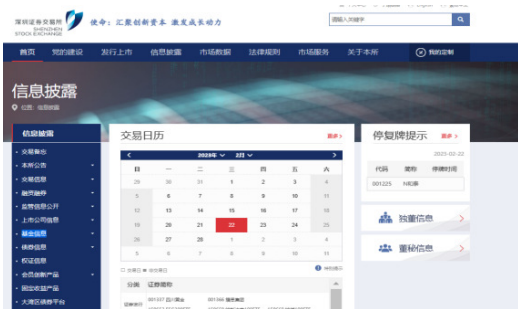 深圳证券交易所
SHENZHEN
STOCK EXCHANGE
使命：汇聚创新资本 激发成长动力
请输入关键字
首页 党的建设 发行上市 信息披露 市场数据 法律规则 市场服务 关于本所 我的定制
信息披露
位置: 信息披露
信息披露
交易备忘
本所公告
交易信息
融资融券
监管信息公开
上市公司信息
基金信息
债券信息
权证信息
会员创新产品
固定收益产品
大湾区债券平台
交易日历 更多>
2023年 2月
日 一 二 三 四 五 六
29 30 31 1 2 3 4
5 6 7 8 9 10 11
12 13 14 15 16 17 18
19 20 21 22 23 24 25
26 27 28 1 2 3 4
5 6 7 8 9 10 11
交易日 非交易日 特别提示
分类 证券简称
停复牌提示 更多>
2023-02-22
代码 简称 停牌时间
001225
独董信息
董秘信息